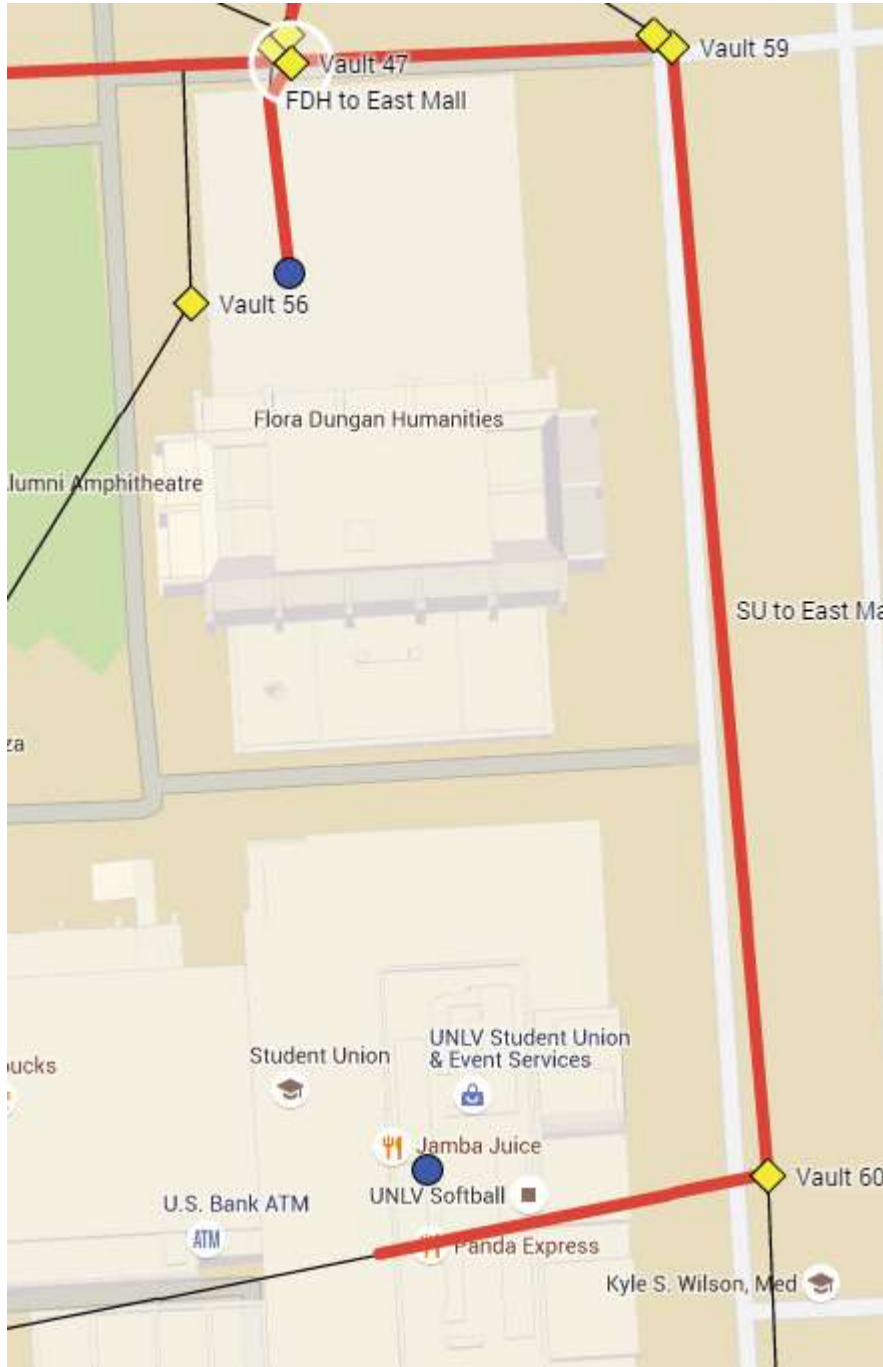 Vault 59
Vault 47
FDH to East Mall
Vault 56
Flora Dungan Humanities
lumni Amphitheatre
SU to East Ma
za
UNLV Student Union
& Event Services
Student Union
ucks
Jamba Juice
Vault 60
UNLV Softball
U.S. Bank ATM
ATM
Panda Express
Kyle S. Wilson, Med